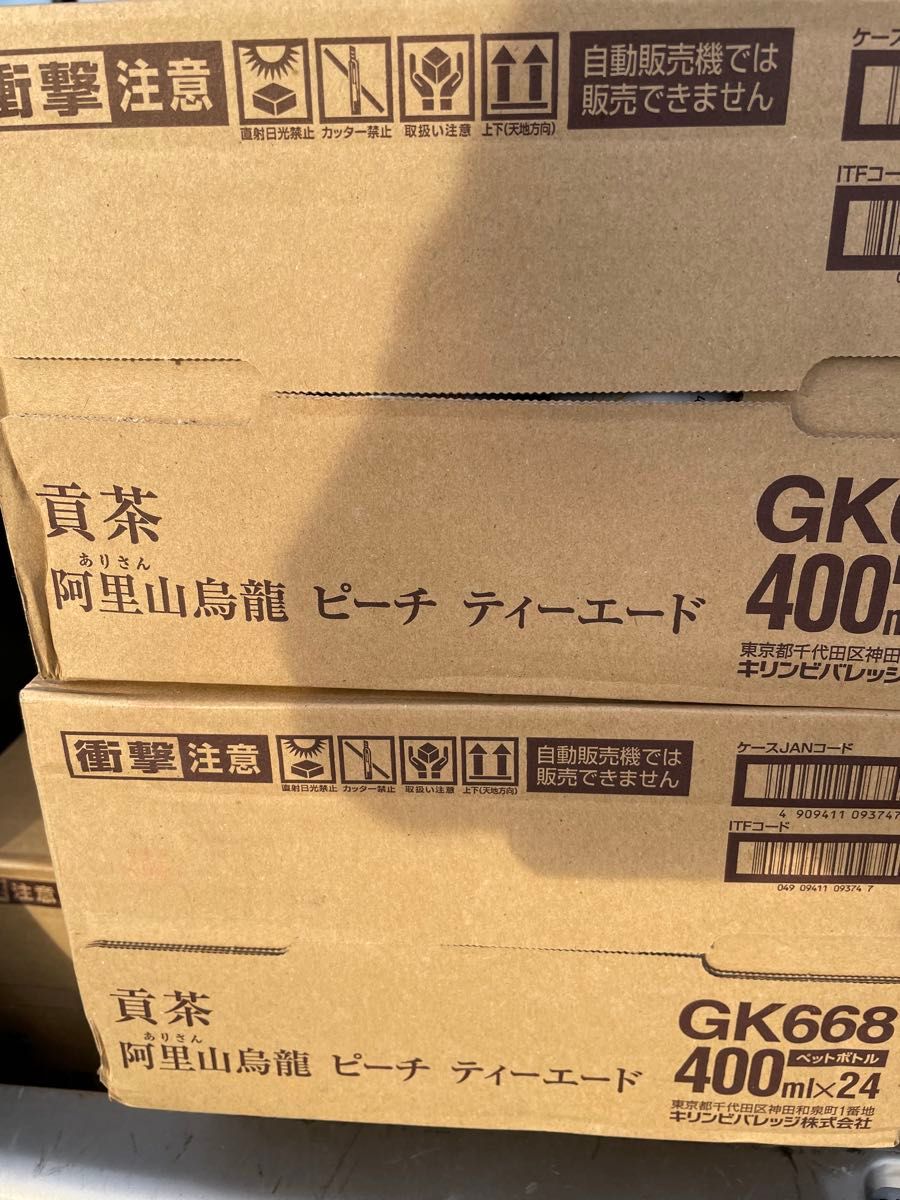 衝撃 注意
直射日光禁止 カッター禁止 取扱い注意 上下(天地方向)
自動販売機では
販売できません
ケース
ITFコー
貢茶
ありさん
阿里山烏龍 ピーチ ティーエード
GK6
400m
東京都千代田区神田
キリンビバレッジ
衝撃 注意
直射日光禁止 カッター禁止 取扱い注意 上下(天地方向)
自動販売機では
販売できません
ケースJANコード
4 909411 093747
ITFコード
049 09411 09374 7
注意
貢茶
ありさん
阿里山烏龍 ピーチ ティーエード
GK668
400ml×24
ペットボトル
東京都千代田区神田和泉町1番地
キリンビバレッジ株式会社